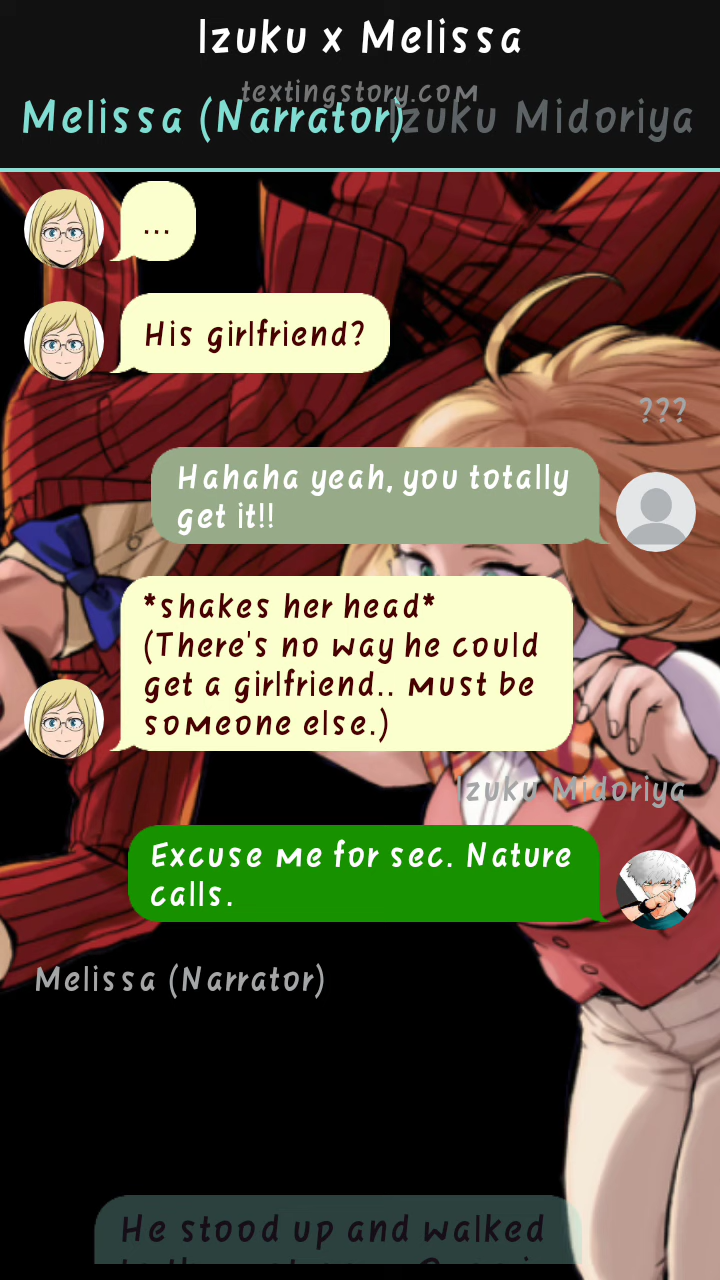 Izuku x Melissa
textingstory.com
Melissa (Narrator)
Izuku Midoriya
...
His girlfriend?
???
Hahaha yeah, you totally
get it!!
*shakes her head*
(There's no way he could
get a girlfriend.. must be
someone else.)
Izuku Midoriya
Excuse me for sec. Nature
calls.
Melissa (Narrator)
He stood up and walked